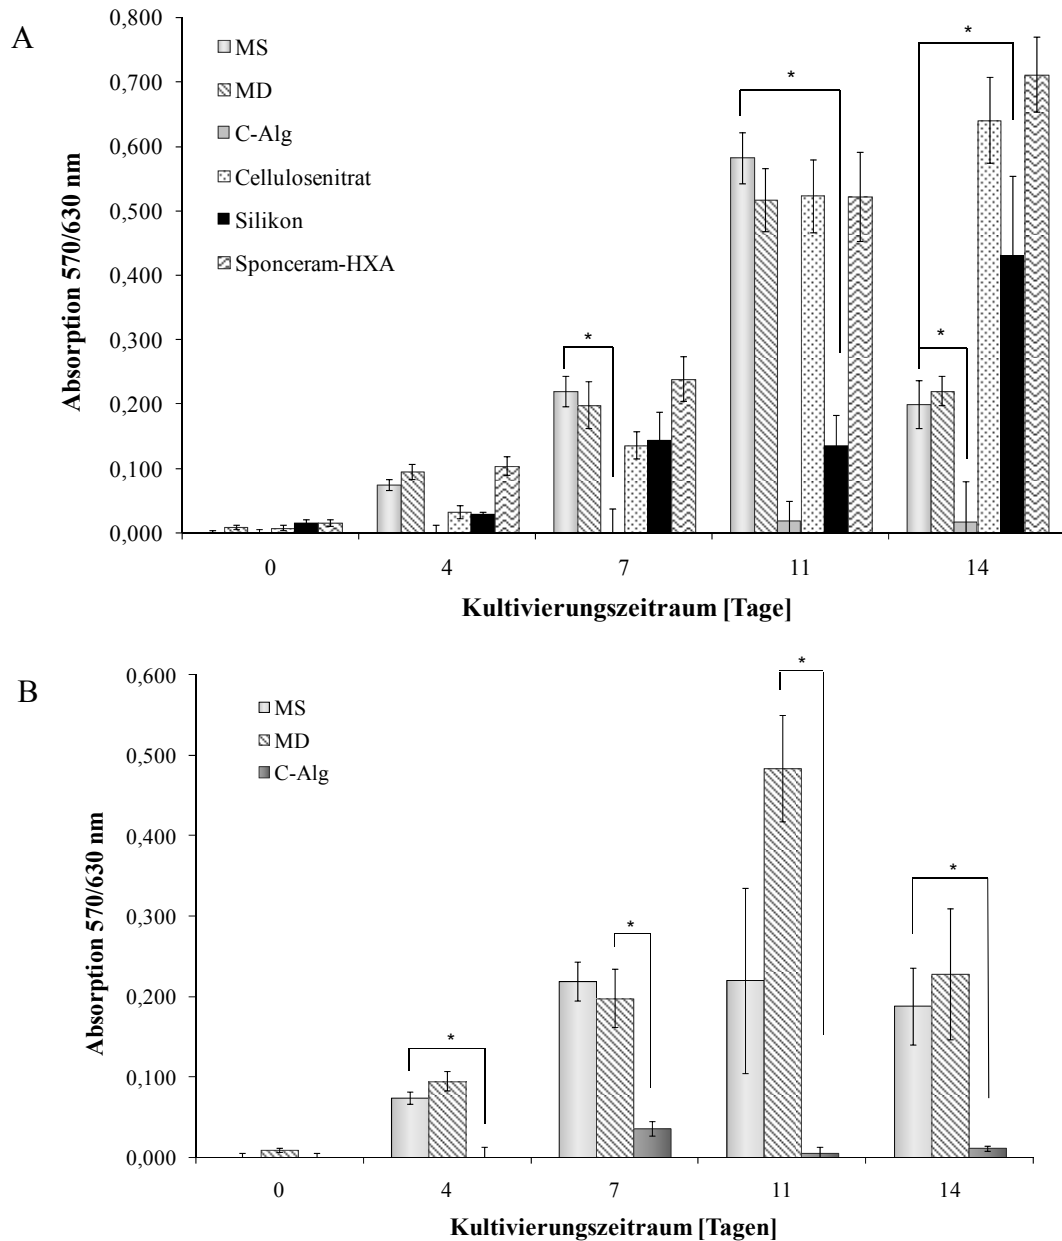 A
0,800
0,700
0,600
0,500
0,400
0,300
0,200
0,100
0,000
Absorption 570/630 nm
MS
MD
C-Alg
Cellulosenitrat
Silikon
Sponceram-HXA
*
*
*
*
0
4
7
11
14
Kultivierungszeitraum [Tage]
B
0,600
0,500
0,400
0,300
0,200
0,100
0,000
Absorption 570/630 nm
MS
MD
C-Alg
*
*
*
*
0
4
7
11
14
Kultivierungszeitraum [Tagen]